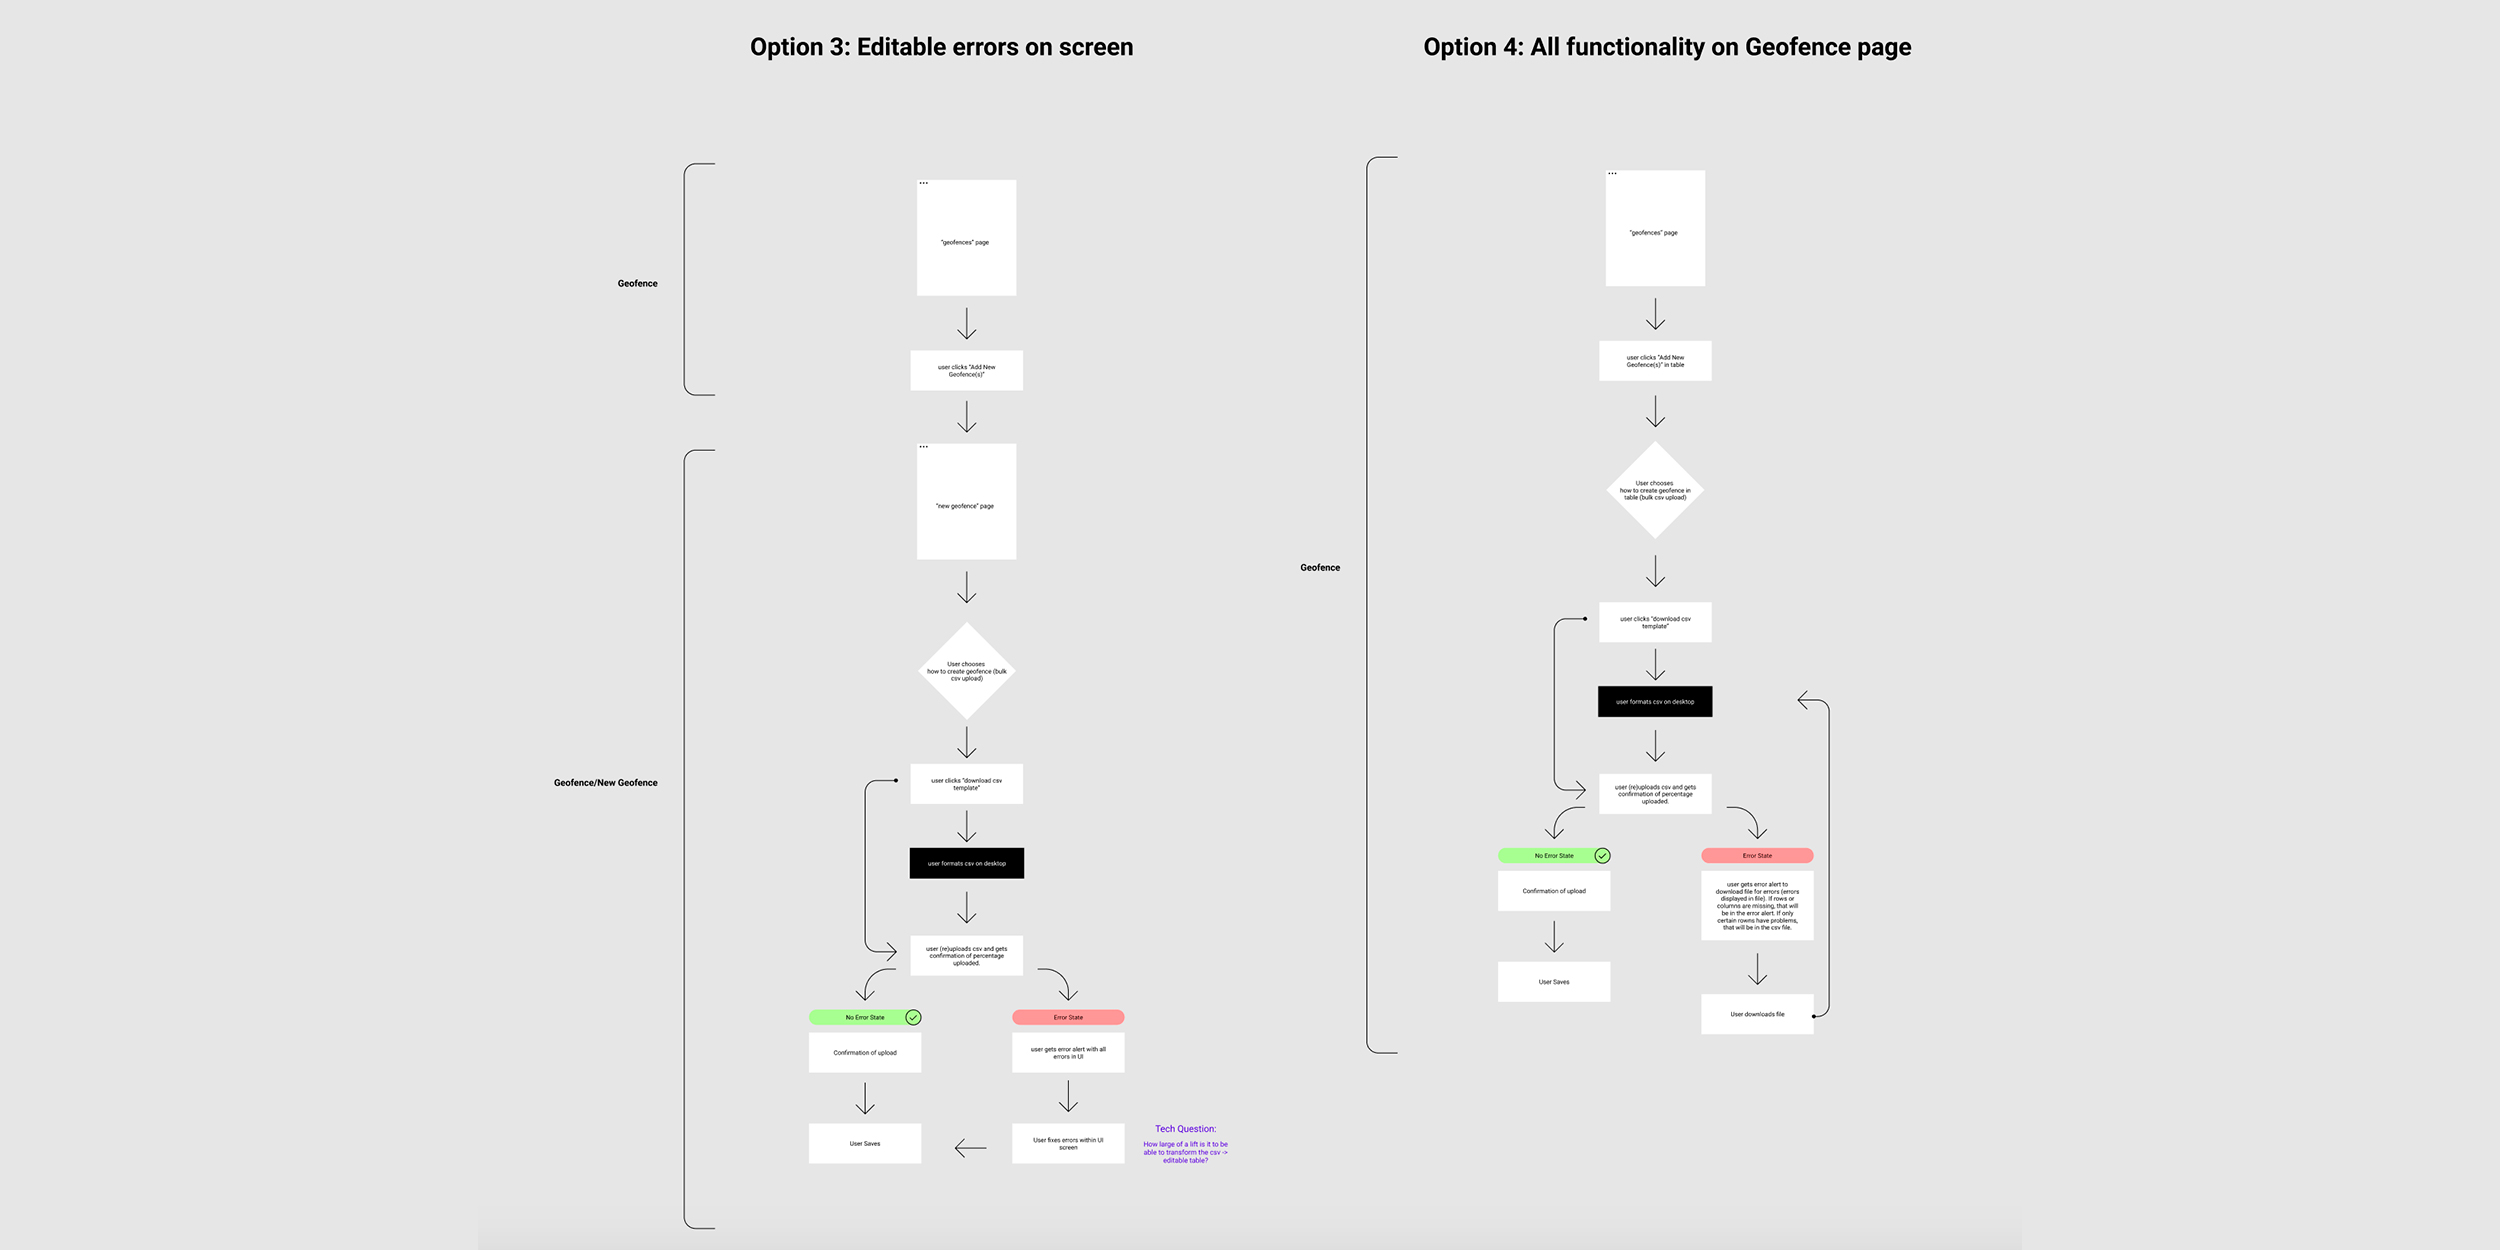 Option 3: Editable errors on screen
Geofence
"geofences" page
user clicks "Add New
Geofence(s)"
Geofence/New Geofence
"new geofence" page
User chooses
how to create geofence (bulk
csv upload)
user clicks "download csv
template"
user formats csv on desktop
user (re)uploads csv and gets
confirmation of percentage
uploaded.
No Error State
Confirmation of upload
User Saves
Error State
user gets error alert with all
errors in UI
User fixes errors within UI
screen
Tech Question:
How large of a lift is it to be
able to transform the csv ->
editable table?
Option 4: All functionality on Geofence page
Geofence
"geofences" page
user clicks "Add New
Geofence(s)" in table
User chooses
how to create geofence in
table (bulk csv upload)
user clicks "download csv
template"
user formats csv on desktop
user (re)uploads csv and gets
confirmation of percentage
uploaded.
No Error State
Confirmation of upload
User Saves
Error State
user gets error alert to
download file for errors (errors
displayed in file). If rows or
columns are missing, that will
be in the error alert. If only
certain rowns have problems,
that will be in the csv file.
User downloads file